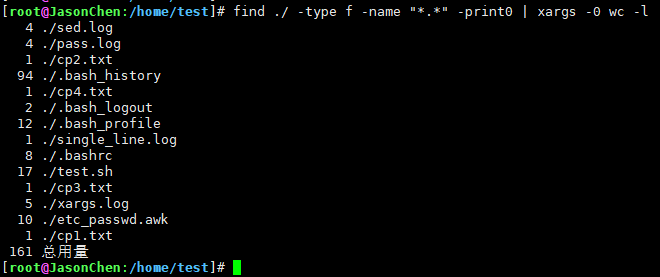 [root@JasonChen:/home/test]# find ./ -type f -name "*.*" -print0 | xargs -0 wc -l
4 ./sed.log
4 ./pass.log
1 ./cp2.txt
94 ./.bash_history
1 ./cp4.txt
2 ./.bash_logout
12 ./.bash_profile
1 ./single_line.log
8 ./.bashrc
17 ./test.sh
1 ./cp3.txt
5 ./xargs.log
10 ./etc_passwd.awk
1 ./cp1.txt
161 总用量
[root@JasonChen:/home/test]#